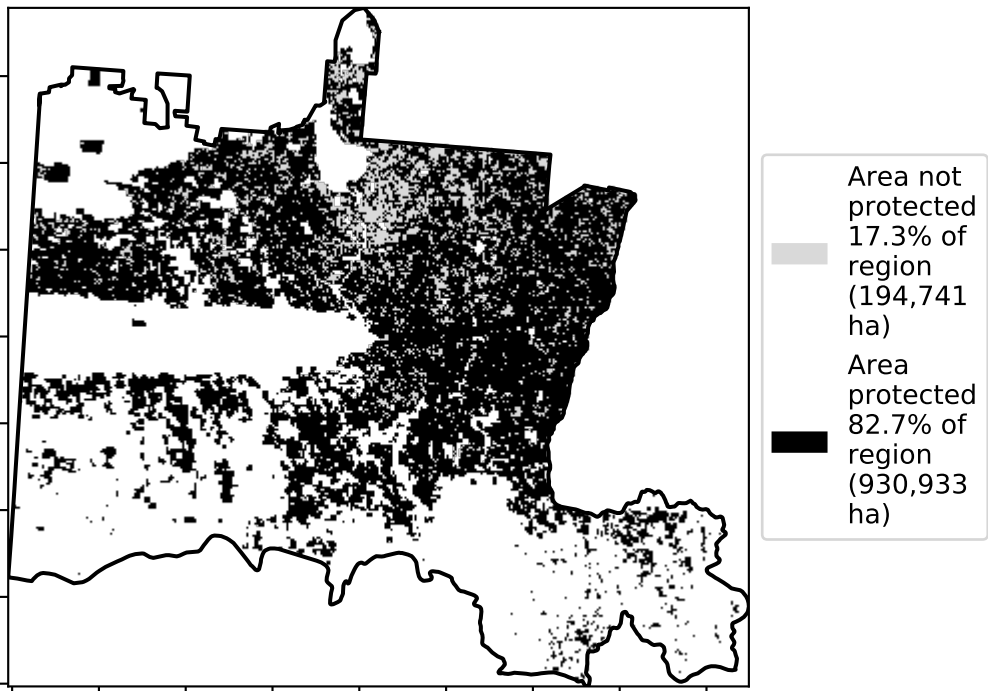 Area not
protected
17.3% of
region
(194,741
ha)
Area
protected
82.7% of
region
(930,933
ha)